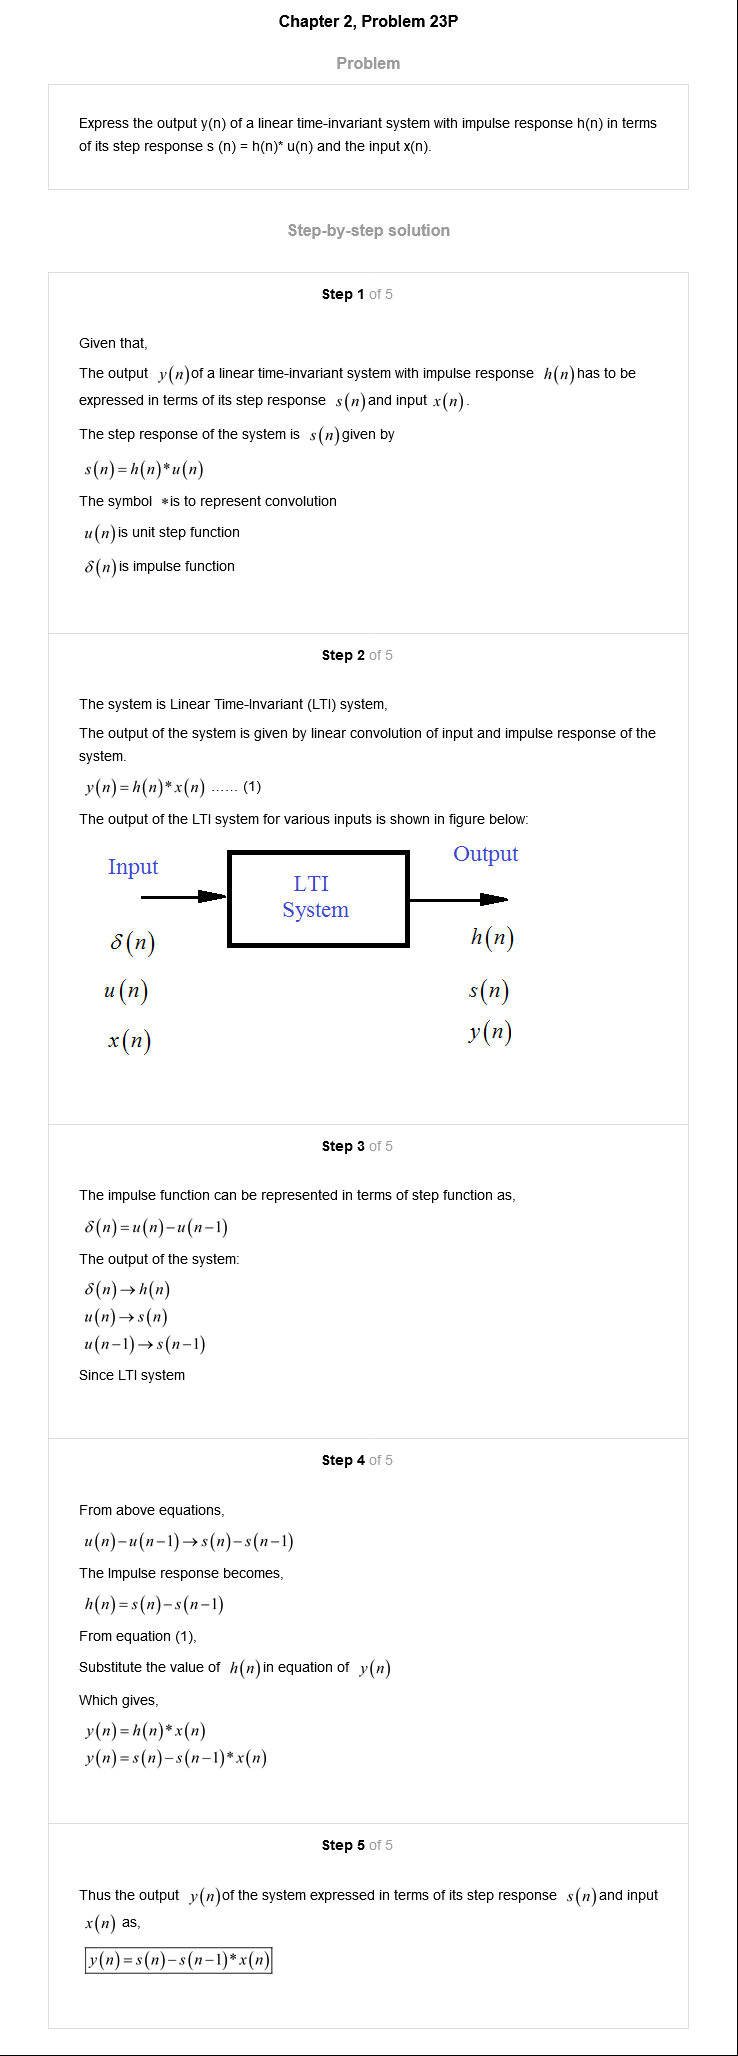 Chapter 2, Problem 23P
Problem
Express the output y(n) of a linear time-invariant system with impulse response h(n) in terms
of its step response s (n) = h(n)* u(n) and the input x(n).
Step-by-step solution
Step 1 of 5
Given that,
The output y(n) of a linear time-invariant system with impulse response h(n) has to be
expressed in terms of its step response s(n) and input x(n).
The step response of the system is s(n) given by
s(n)=h(n)*u(n)
The symbol * is to represent convolution
u(n) is unit step function
δ(n) is impulse function
Step 2 of 5
The system is Linear Time-Invariant (LTI) system,
The output of the system is given by linear convolution of input and impulse response of the
system.
y(n)=h(n)*x(n) …… (1)
The output of the LTI system for various inputs is shown in figure below:
Input
LTI
System
Output
δ(n)
h(n)
u(n)
s(n)
x(n)
y(n)
Step 3 of 5
The impulse function can be represented in terms of step function as,
δ(n)=u(n)−u(n−1)
The output of the system:
δ(n)→h(n)
u(n)→s(n)
u(n−1)→s(n−1)
Since LTI system
Step 4 of 5
From above equations,
u(n)−u(n−1)→s(n)−s(n−1)
The Impulse response becomes,
h(n)=s(n)−s(n−1)
From equation (1),
Substitute the value of h(n) in equation of y(n)
Which gives,
y(n)=h(n)*x(n)
y(n)=s(n)−s(n−1)*x(n)
Step 5 of 5
Thus the output y(n) of the system expressed in terms of its step response s(n) and input
x(n) as,
y(n)=s(n)−s(n−1)*x(n)